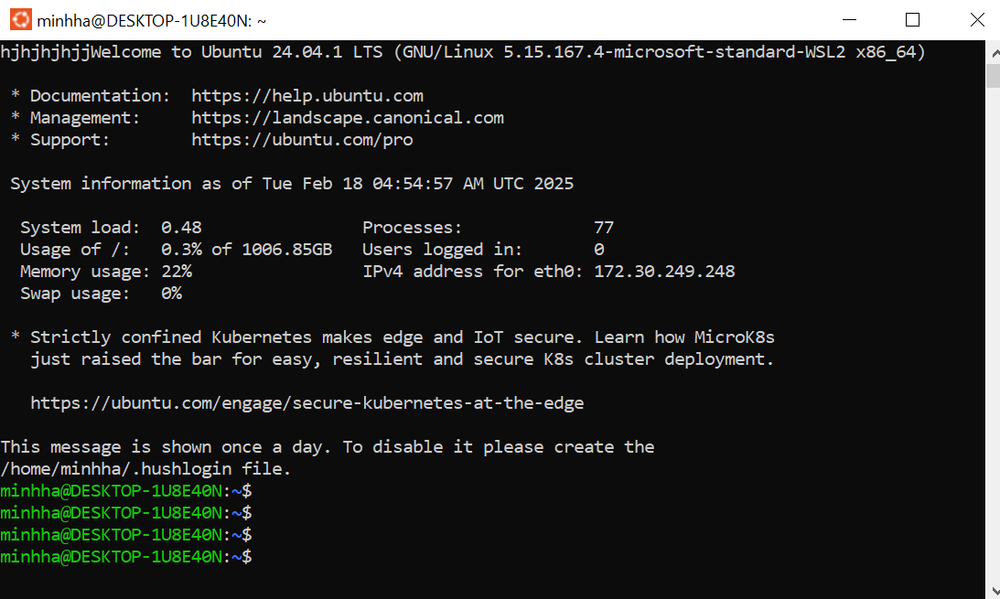 minhha@DESKTOP-1U8E40N: ~
hjhjhjhjjWelcome to Ubuntu 24.04.1 LTS (GNU/Linux 5.15.167.4-microsoft-standard-WSL2 x86_64)
* Documentation:  https://help.ubuntu.com
* Management:     https://landscape.canonical.com
* Support:        https://ubuntu.com/pro
System information as of Tue Feb 18 04:54:57 AM UTC 2025
System load:  0.48                Processes:             77
Usage of /:   0.3% of 1006.85GB   Users logged in:       0
Memory usage: 22%                 IPv4 address for eth0: 172.30.249.248
Swap usage:   0%
* Strictly confined Kubernetes makes edge and IoT secure. Learn how MicroK8s
just raised the bar for easy, resilient and secure K8s cluster deployment.
https://ubuntu.com/engage/secure-kubernetes-at-the-edge
This message is shown once a day. To disable it please create the
/home/minhha/.hushlogin file.
minhha@DESKTOP-1U8E40N:~$
minhha@DESKTOP-1U8E40N:~$
minhha@DESKTOP-1U8E40N:~$
minhha@DESKTOP-1U8E40N:~$